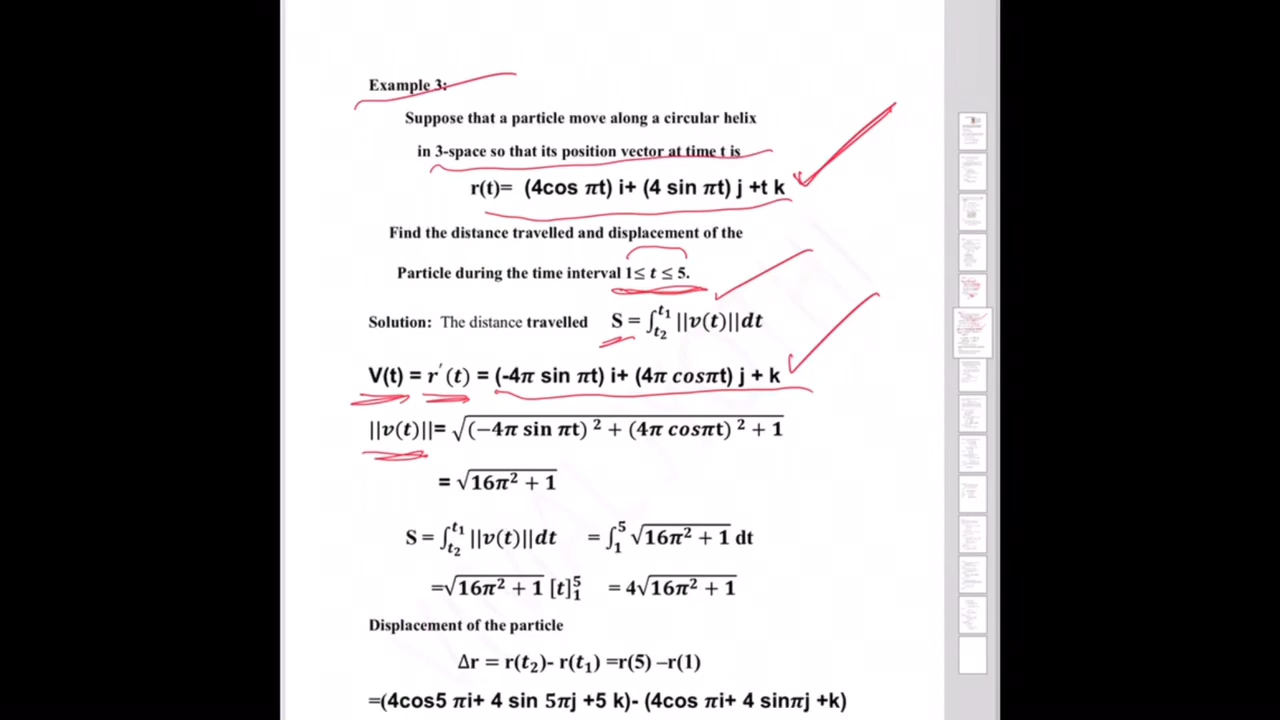 Example 3:
Suppose that a particle move along a circular helix
in 3-space so that its position vector at time t is
r(t)= (4cos πt) i+ (4 sin πt) j +t k
Find the distance travelled and displacement of the
Particle during the time interval 1≤ t ≤ 5.
Solution: The distance travelled S = ∫_{t₂}^{t₁} ||v(t)||dt
V(t) = r′(t) = (-4π sin πt) i+ (4π cosπt) j + k
||v(t)||= √((−4π sin πt) ² + (4π cosπt) ² + 1)
= √(16π² + 1)
S = ∫_{t₂}^{t₁} ||v(t)||dt = ∫_1^5 √(16π² + 1) dt
=√(16π² + 1) [t]_1^5 = 4√(16π² + 1)
Displacement of the particle
Δr = r(t₂)- r(t₁) =r(5) –r(1)
=(4cos5 πi+ 4 sin 5πj +5 k)- (4cos πi+ 4 sinπj +k)